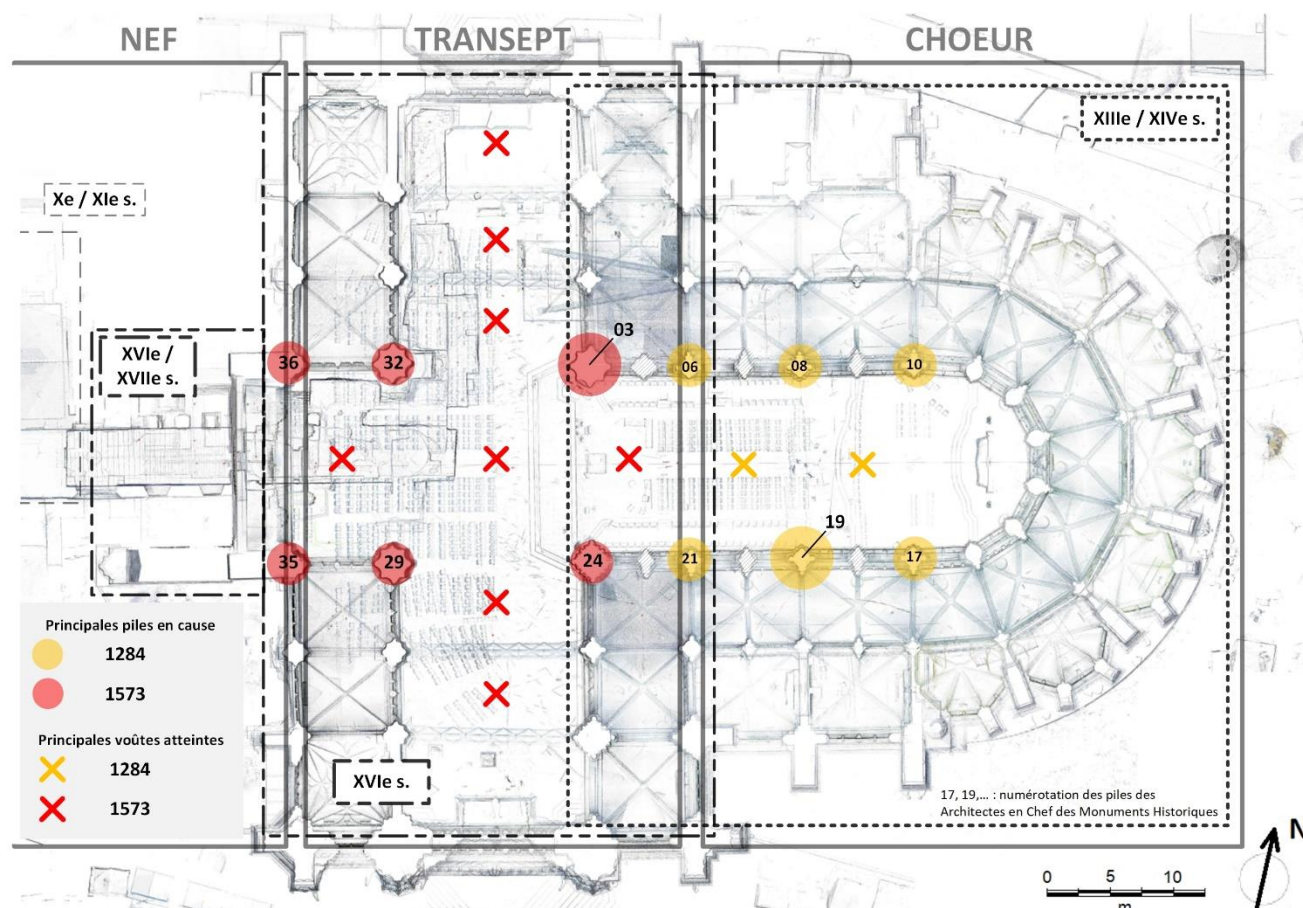 NEF
TRANSEPT
CHOEUR
XIIIe / XIVe s.
Xe / XIe s.
03
36
32
06
08
10
XVIe /
XVIIe s.
19
35
29
24
21
17
Principales piles en cause
1284
1573
Principales voûtes atteintes
1284
1573
XVIe s.
17, 19,... : numérotation des piles des
Architectes en Chef des Monuments Historiques
N
0 5 10
m